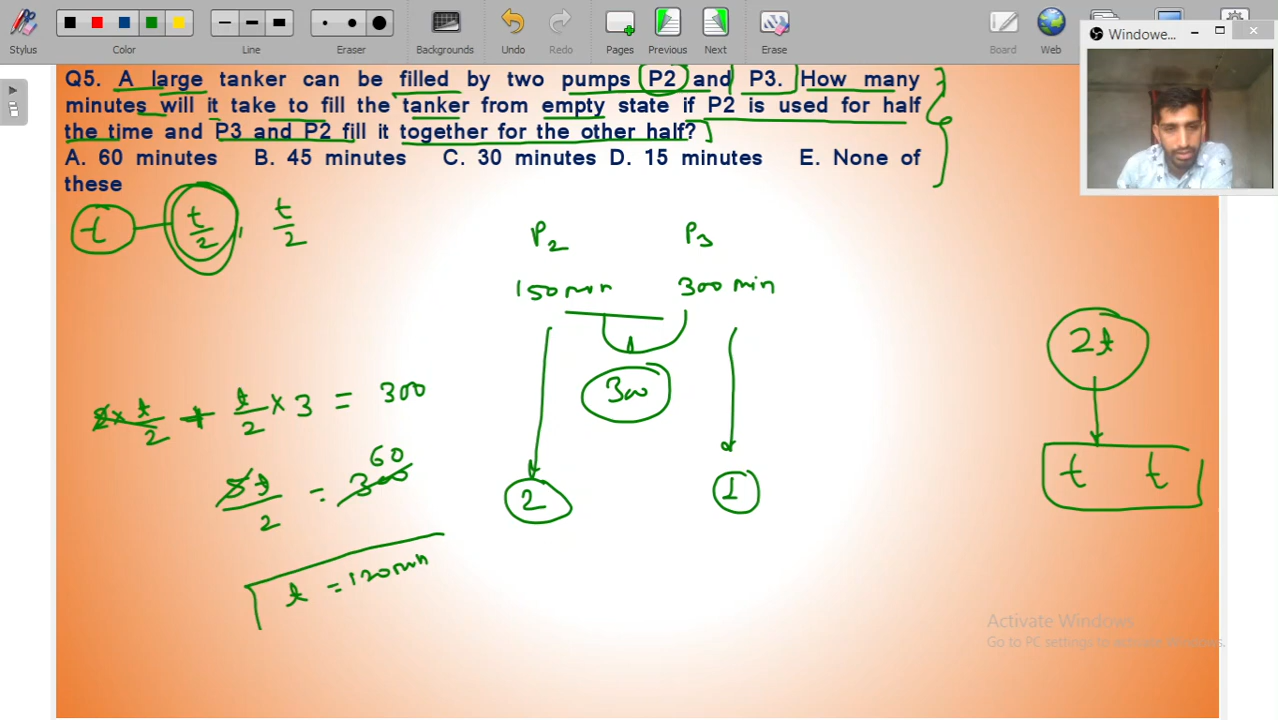 Stylus Color Line Eraser Backgrounds Undo Redo Pages Previous Next Erase Board Web
Windowe...
Q5. A large tanker can be filled by two pumps P2 and P3. How many
minutes will it take to fill the tanker from empty state if P2 is used for half
the time and P3 and P2 fill it together for the other half?
A. 60 minutes B. 45 minutes C. 30 minutes D. 15 minutes E. None of
these
t t/2, t/2
P2 P3
150 min 300 min
300
2t
t t
2 × t/2 + t/2 × 3 = 300
5t/2 = 300 60
2 1
t = 120 min
Activate Windows
Go to PC settings to activate Windows.